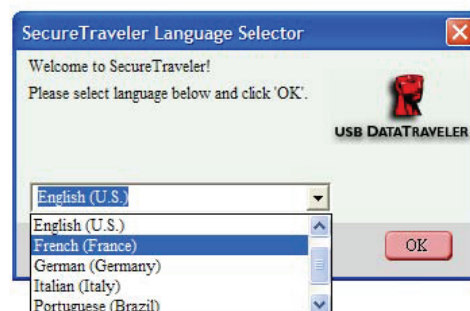 SecureTraveler Language Selector
Welcome to SecureTraveler!
Please select language below and click 'OK'.
USB DATATRAVELER
English (U.S.)
English (U.S.)
French (France)
German (Germany)
Italian (Italy)
Portuguese (Brazil)
OK